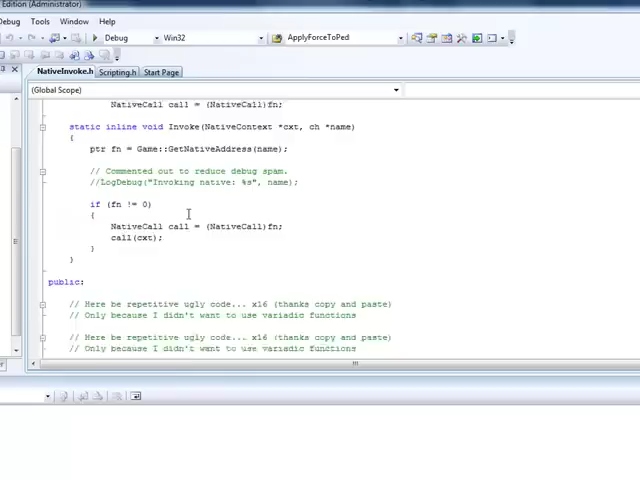 Edition (Administrator)
Debug Tools Window Help
Debug Win32 ApplyForceToPed
NativeInvoke.h Scripting.h Start Page
(Global Scope)
NativeCall call = (NativeCall)fn;
static inline void Invoke(NativeContext *cxt, ch *name)
{
ptr fn = Game::GetNativeAddress(name);
// Commented out to reduce debug spam.
//LogDebug("Invoking native: %s", name);
if (fn != 0)
{
NativeCall call = (NativeCall)fn;
call(cxt);
}
}
public:
// Here be repetitive ugly code... x16 (thanks copy and paste)
// Only because I didn't want to use variadic functions
// Here be repetitive ugly code... x16 (thanks copy and paste)
// Only because I didn't want to use variadic functions